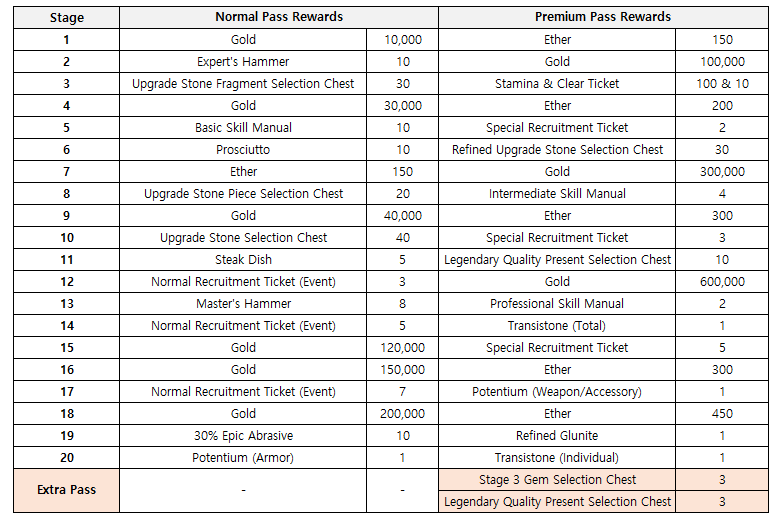 Stage Normal Pass Rewards Premium Pass Rewards
1 Gold 10,000 Ether 150
2 Expert's Hammer 10 Gold 100,000
3 Upgrade Stone Fragment Selection Chest 30 Stamina & Clear Ticket 100 & 10
4 Gold 30,000 Ether 200
5 Basic Skill Manual 10 Special Recruitment Ticket 2
6 Prosciutto 10 Refined Upgrade Stone Selection Chest 30
7 Ether 150 Gold 300,000
8 Upgrade Stone Piece Selection Chest 20 Intermediate Skill Manual 4
9 Gold 40,000 Ether 300
10 Upgrade Stone Selection Chest 40 Special Recruitment Ticket 3
11 Steak Dish 5 Legendary Quality Present Selection Chest 10
12 Normal Recruitment Ticket (Event) 3 Gold 600,000
13 Master's Hammer 8 Professional Skill Manual 2
14 Normal Recruitment Ticket (Event) 5 Transistone (Total) 1
15 Gold 120,000 Special Recruitment Ticket 5
16 Gold 150,000 Ether 300
17 Normal Recruitment Ticket (Event) 7 Potentium (Weapon/Accessory) 1
18 Gold 200,000 Ether 450
19 30% Epic Abrasive 10 Refined Glunite 1
20 Potentium (Armor) 1 Transistone (Individual) 1
Extra Pass - - Stage 3 Gem Selection Chest 3
Legendary Quality Present Selection Chest 3